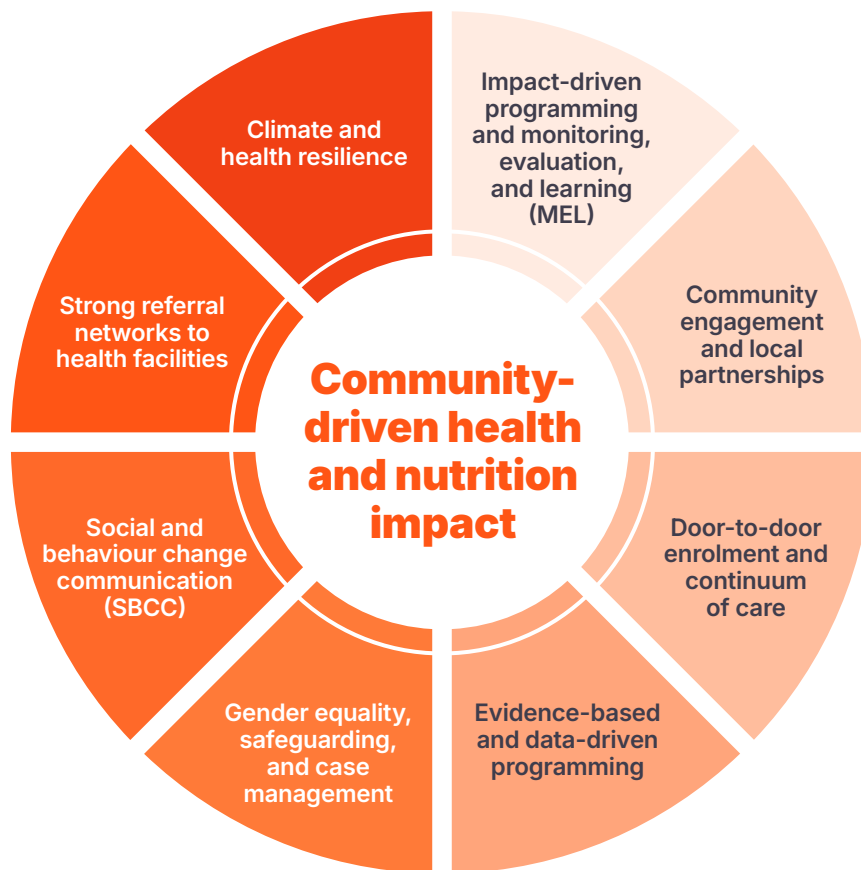 Impact-driven
programming
and monitoring,
evaluation,
and learning
(MEL)
Community
engagement
and local
partnerships
Door-to-door
enrolment and
continuum
of care
Evidence-based
and data-driven
programming
Gender equality,
safeguarding,
and case
management
Social and
behaviour change
communication
(SBCC)
Strong referral
networks to
health facilities
Climate and
health resilience
Community-
driven health
and nutrition
impact